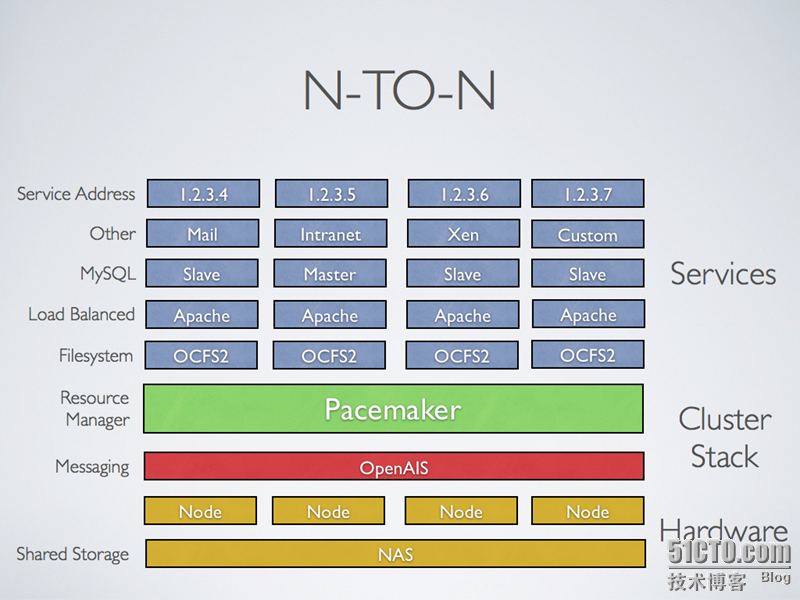 N-TO-N
Service Address 1.2.3.4 1.2.3.5 1.2.3.6 1.2.3.7
Other Mail Intranet Xen Custom
MySQL Slave Master Slave Slave
Services
Load Balanced Apache Apache Apache Apache
Filesystem OCFS2 OCFS2 OCFS2 OCFS2
Resource
Manager
Pacemaker
Cluster
Stack
Messaging OpenAIS
Node Node Node Node
Hardware
Shared Storage NAS
51CTO.com
技术博客 Blog